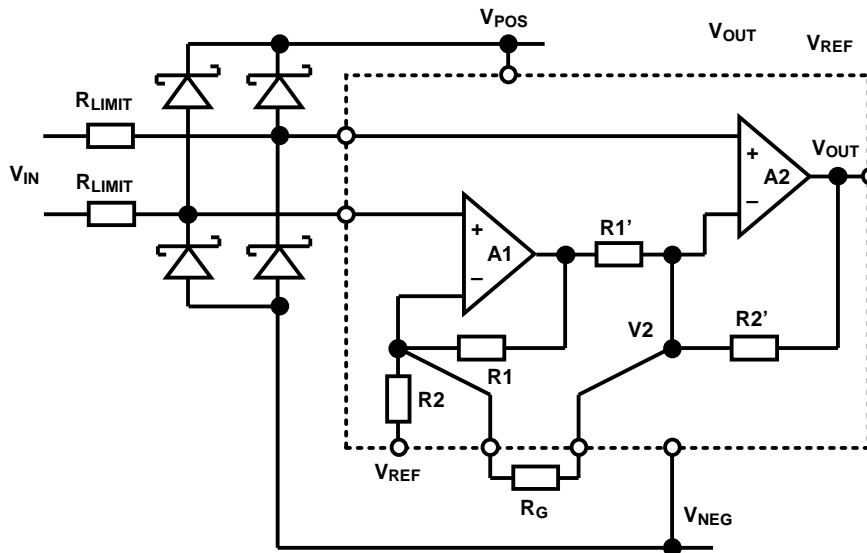 VPOS
VOUT
VREF
RLIMIT
VIN
RLIMIT
+
A2
–
VOUT
+
A1
–
R1'
R1
V2
R2'
R2
VREF
RG
VNEG